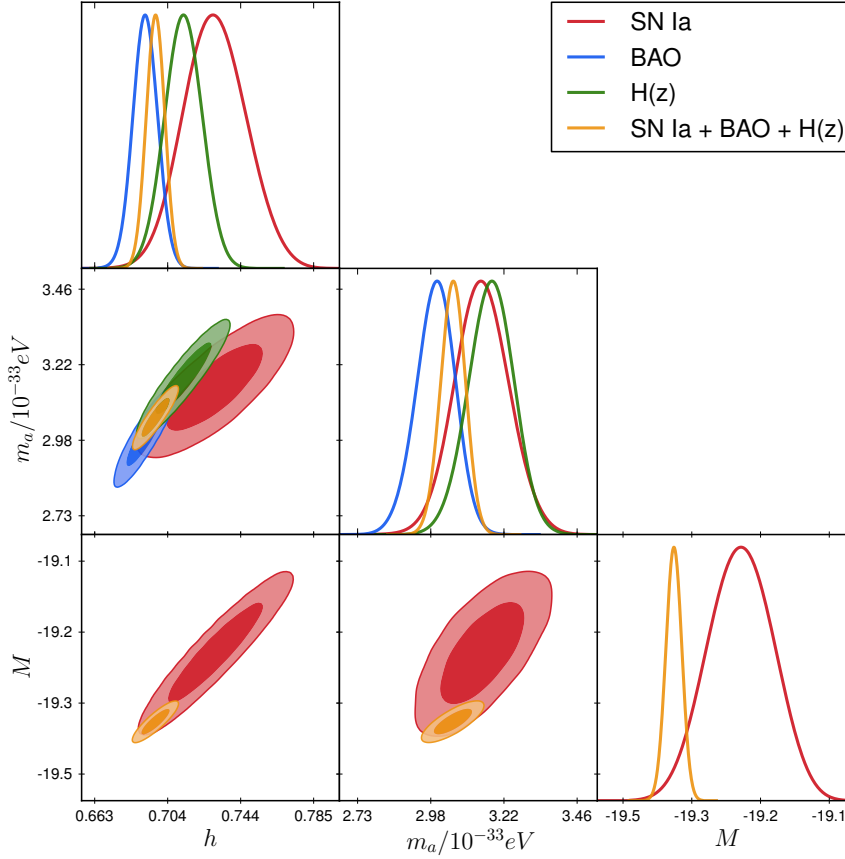 SN Ia
BAO
H(z)
SN Ia + BAO + H(z)
3.46
3.22
2.98
2.73
m_a/10^{-33}eV
-19.1
-19.2
-19.3
-19.5
M
0.663 0.704 0.744 0.785
h
2.73 2.98 3.22 3.46
m_a/10^{-33}eV
-19.5 -19.3 -19.2 -19.1
M